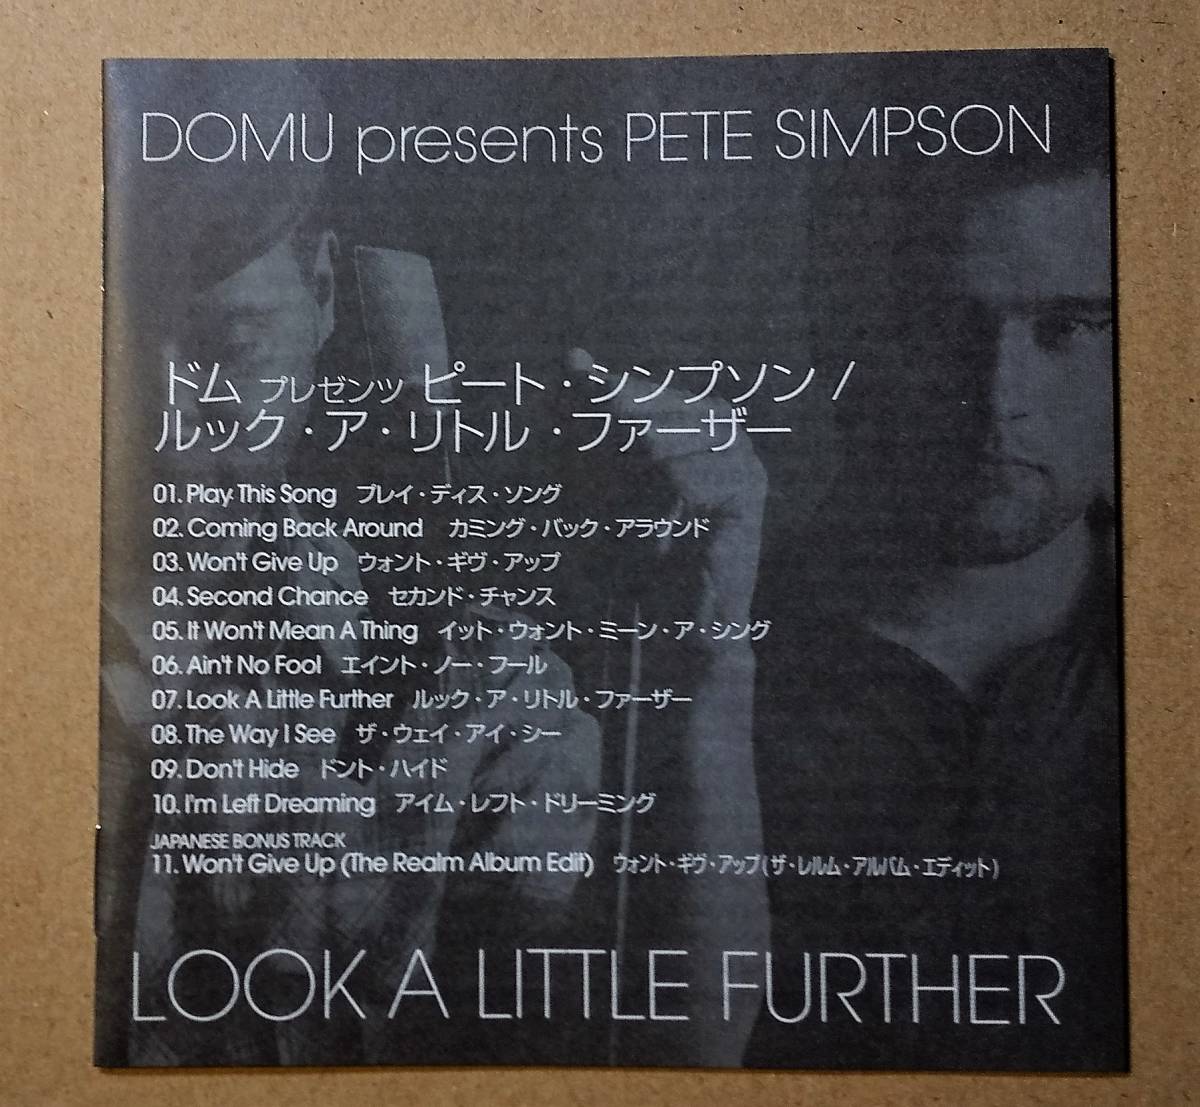 DOMU presents PETE SIMPSON
ドム プレゼンツ ピート・シンプソン /
ルック・ア・リトル・ファーザー
01. Play This Song プレイ・ディス・ソング
02. Coming Back Around カミング・バック・アラウンド
03. Won't Give Up ウォント・ギヴ・アップ
04. Second Chance セカンド・チャンス
05. It Won't Mean A Thing イット・ウォント・ミーン・ア・シング
06. Ain't No Fool エイント・ノー・フール
07. Look A Little Further ルック・ア・リトル・ファーザー
08. The Way I See ザ・ウェイ・アイ・シー
09. Don't Hide ドント・ハイド
10. I'm Left Dreaming アイム・レフト・ドリーミング
JAPANESE BONUS TRACK
11. Won't Give Up (The Realm Album Edit) ウォント・ギヴ・アップ(ザ・レルム・アルバム・エディット)
LOOK A LITTLE FURTHER